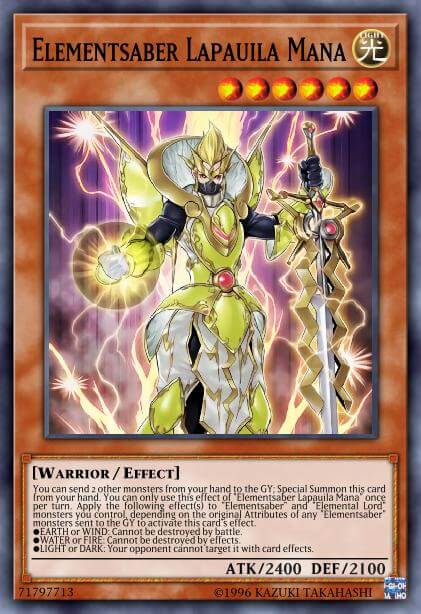 Elementsaber Lapauila Mana
LIGHT
光
[Warrior / Effect]
You can send 2 other monsters from your hand to the GY; Special Summon this card
from your hand. You can only use this effect of "Elementsaber Lapauila Mana" once
per turn. Apply the following effect(s) to "Elementsaber" and "Elemental Lord"
monsters you control, depending on the original Attributes of any "Elementsaber"
monsters sent to the GY to activate this card's effect.
●EARTH or WIND: Cannot be destroyed by battle.
●WATER or FIRE: Cannot be destroyed by effects.
●LIGHT or DARK: Your opponent cannot target it with card effects.
ATK/2400 DEF/2100
71797713
©1996 KAZUKI TAKAHASHI